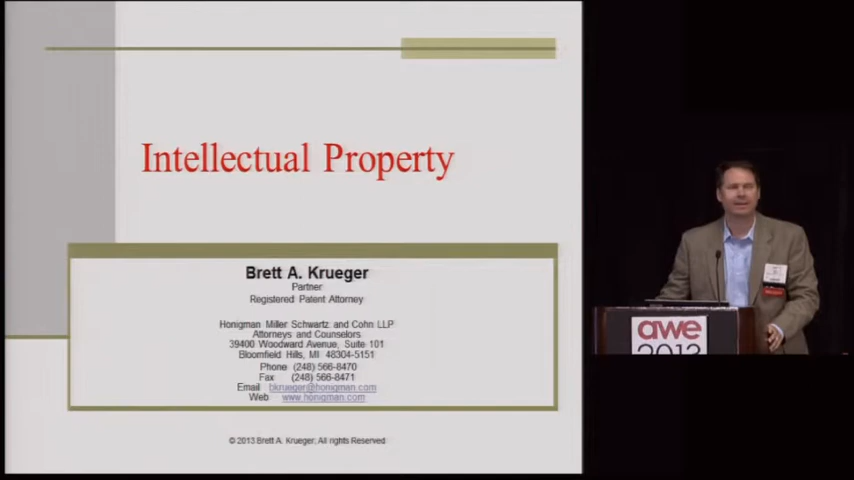 Intellectual Property
Brett A. Krueger
Partner
Registered Patent Attorney
Honigman Miller Schwartz and Cohn LLP
Attorneys and Counselors
39400 Woodward Avenue, Suite 101
Bloomfield Hills, MI 48304-5151
Phone (248) 566-8470
Fax (248) 566-8471
Email bkrueger@honigman.com
Web www.honigman.com
© 2013 Brett A. Krueger, All rights Reserved
awe
2013